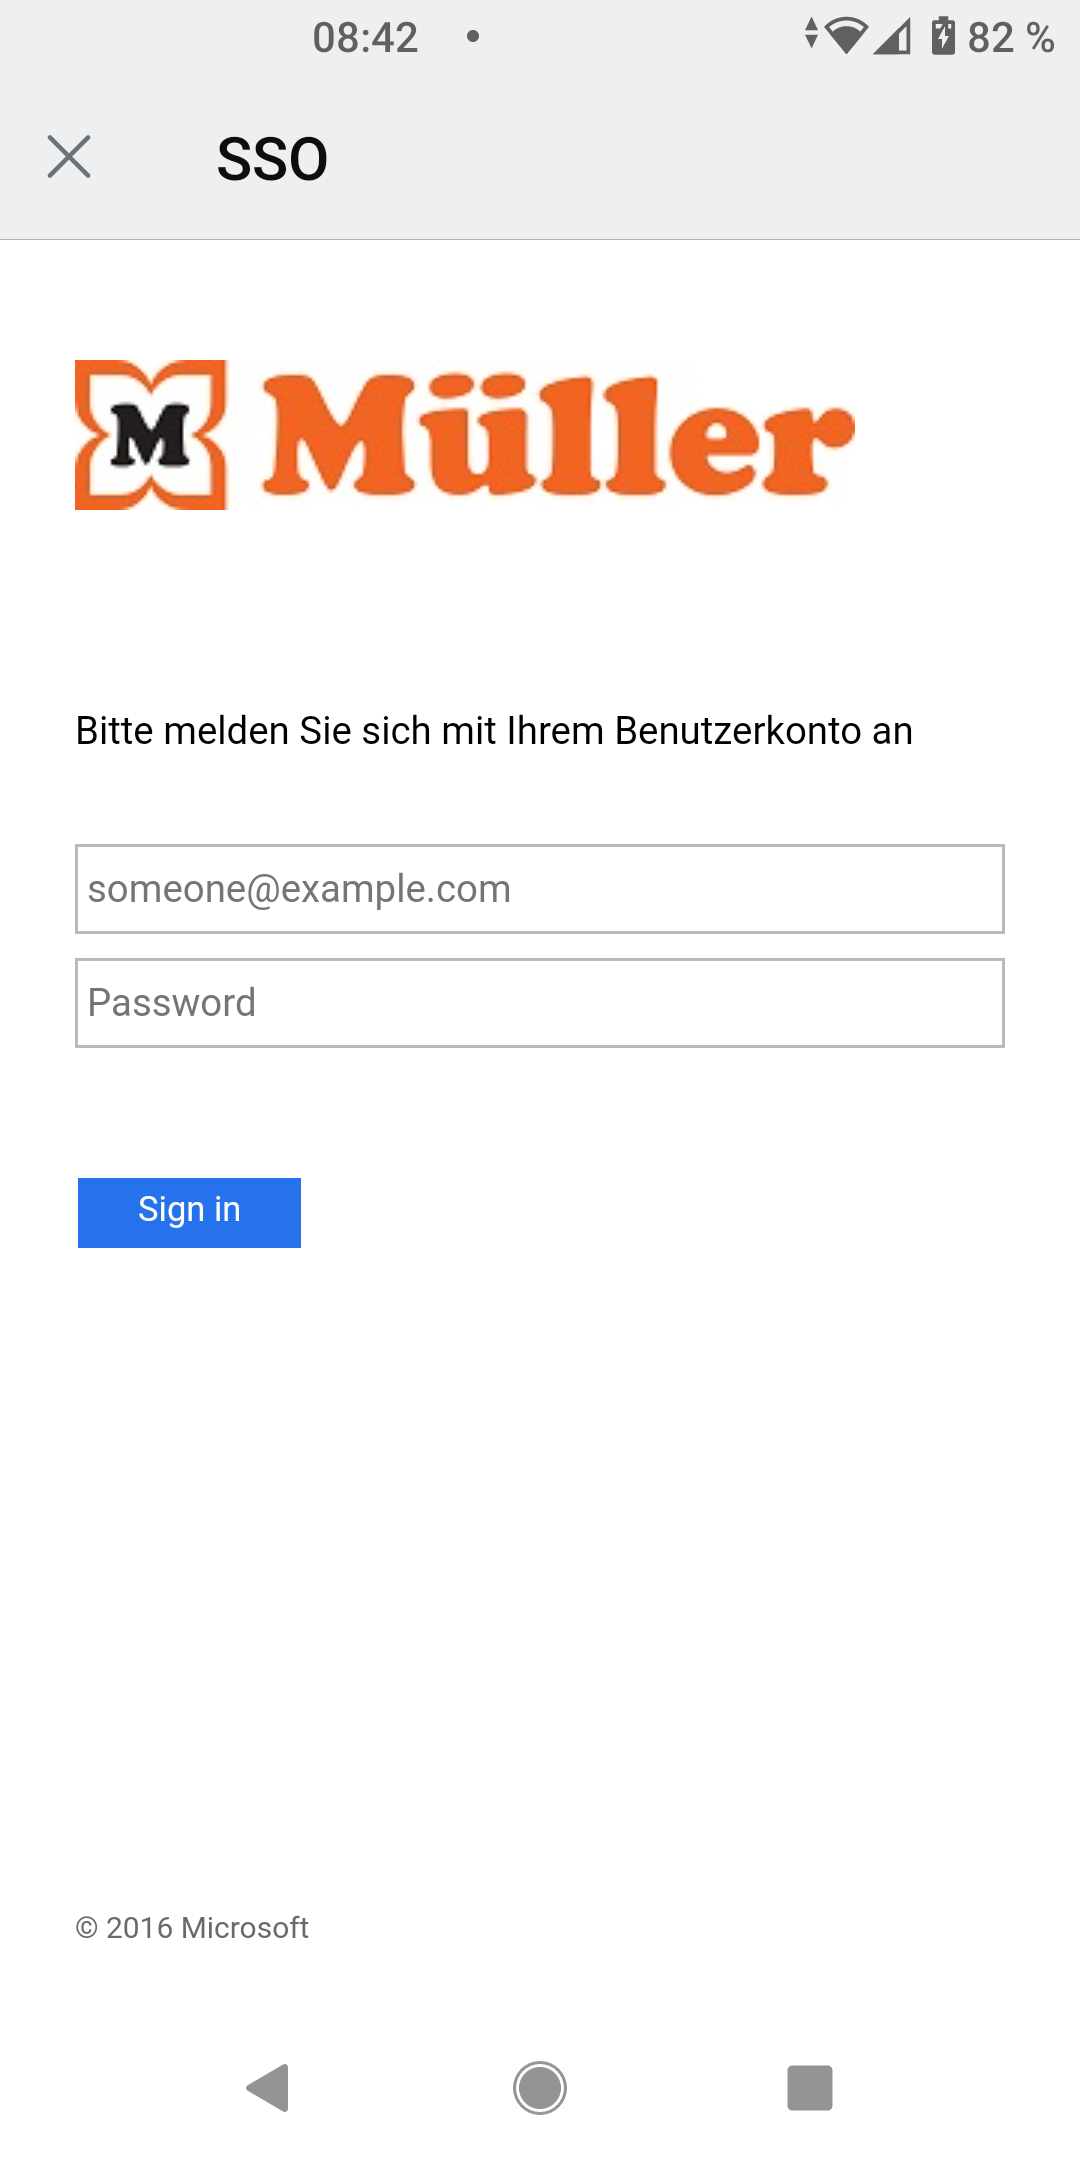 08:42 • 82 %
SSO
M Müller
Bitte melden Sie sich mit Ihrem Benutzerkonto an
someone@example.com
Password
Sign in
© 2016 Microsoft